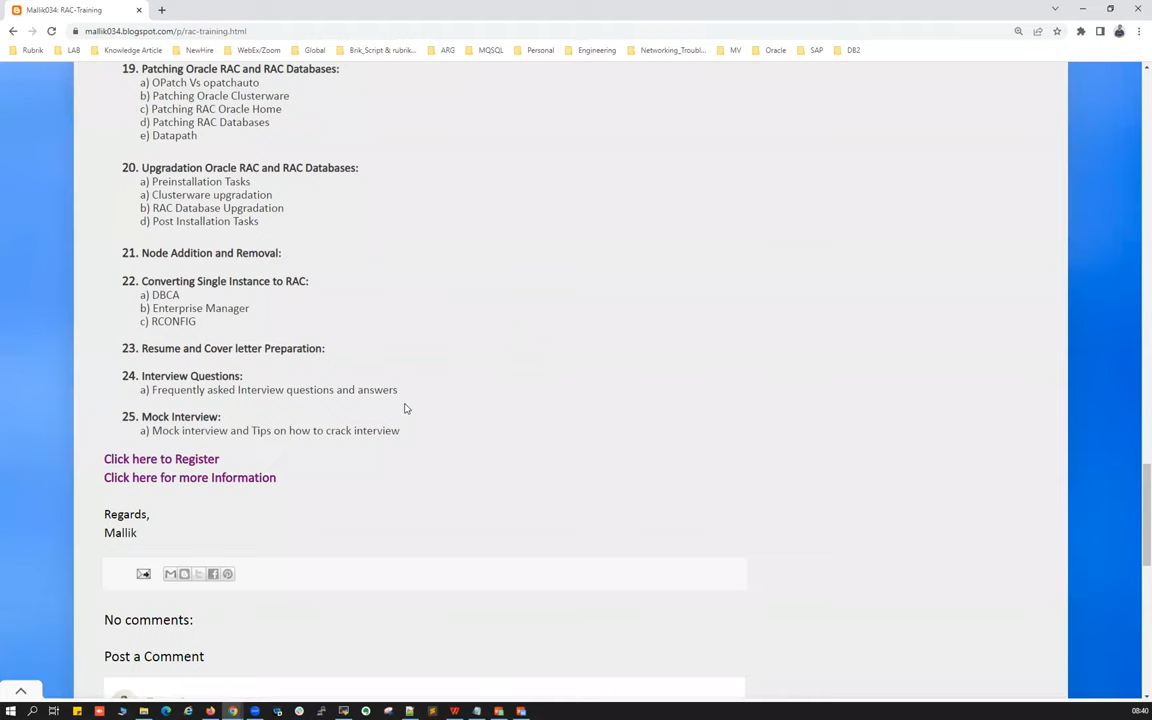 Mallik034: RAC-Training
mallik034.blogspot.com/p/rac-training.html
Rubrik LAB Knowledge Article NewHire WebEx/Zoom Global Brik_Script & rubrik... ARG MQSQL Personal Engineering Networking_Troubl... MV Oracle SAP DB2
19. Patching Oracle RAC and RAC Databases:
a) OPatch Vs opatchauto
b) Patching Oracle Clusterware
c) Patching RAC Oracle Home
d) Patching RAC Databases
e) Datapath
20. Upgradation Oracle RAC and RAC Databases:
a) Preinstallation Tasks
a) Clusterware upgradation
b) RAC Database Upgradation
d) Post Installation Tasks
21. Node Addition and Removal:
22. Converting Single Instance to RAC:
a) DBCA
b) Enterprise Manager
c) RCONFIG
23. Resume and Cover letter Preparation:
24. Interview Questions:
a) Frequently asked Interview questions and answers
25. Mock Interview:
a) Mock interview and Tips on how to crack interview
Click here to Register
Click here for more Information
Regards,
Mallik
No comments:
Post a Comment
08:40